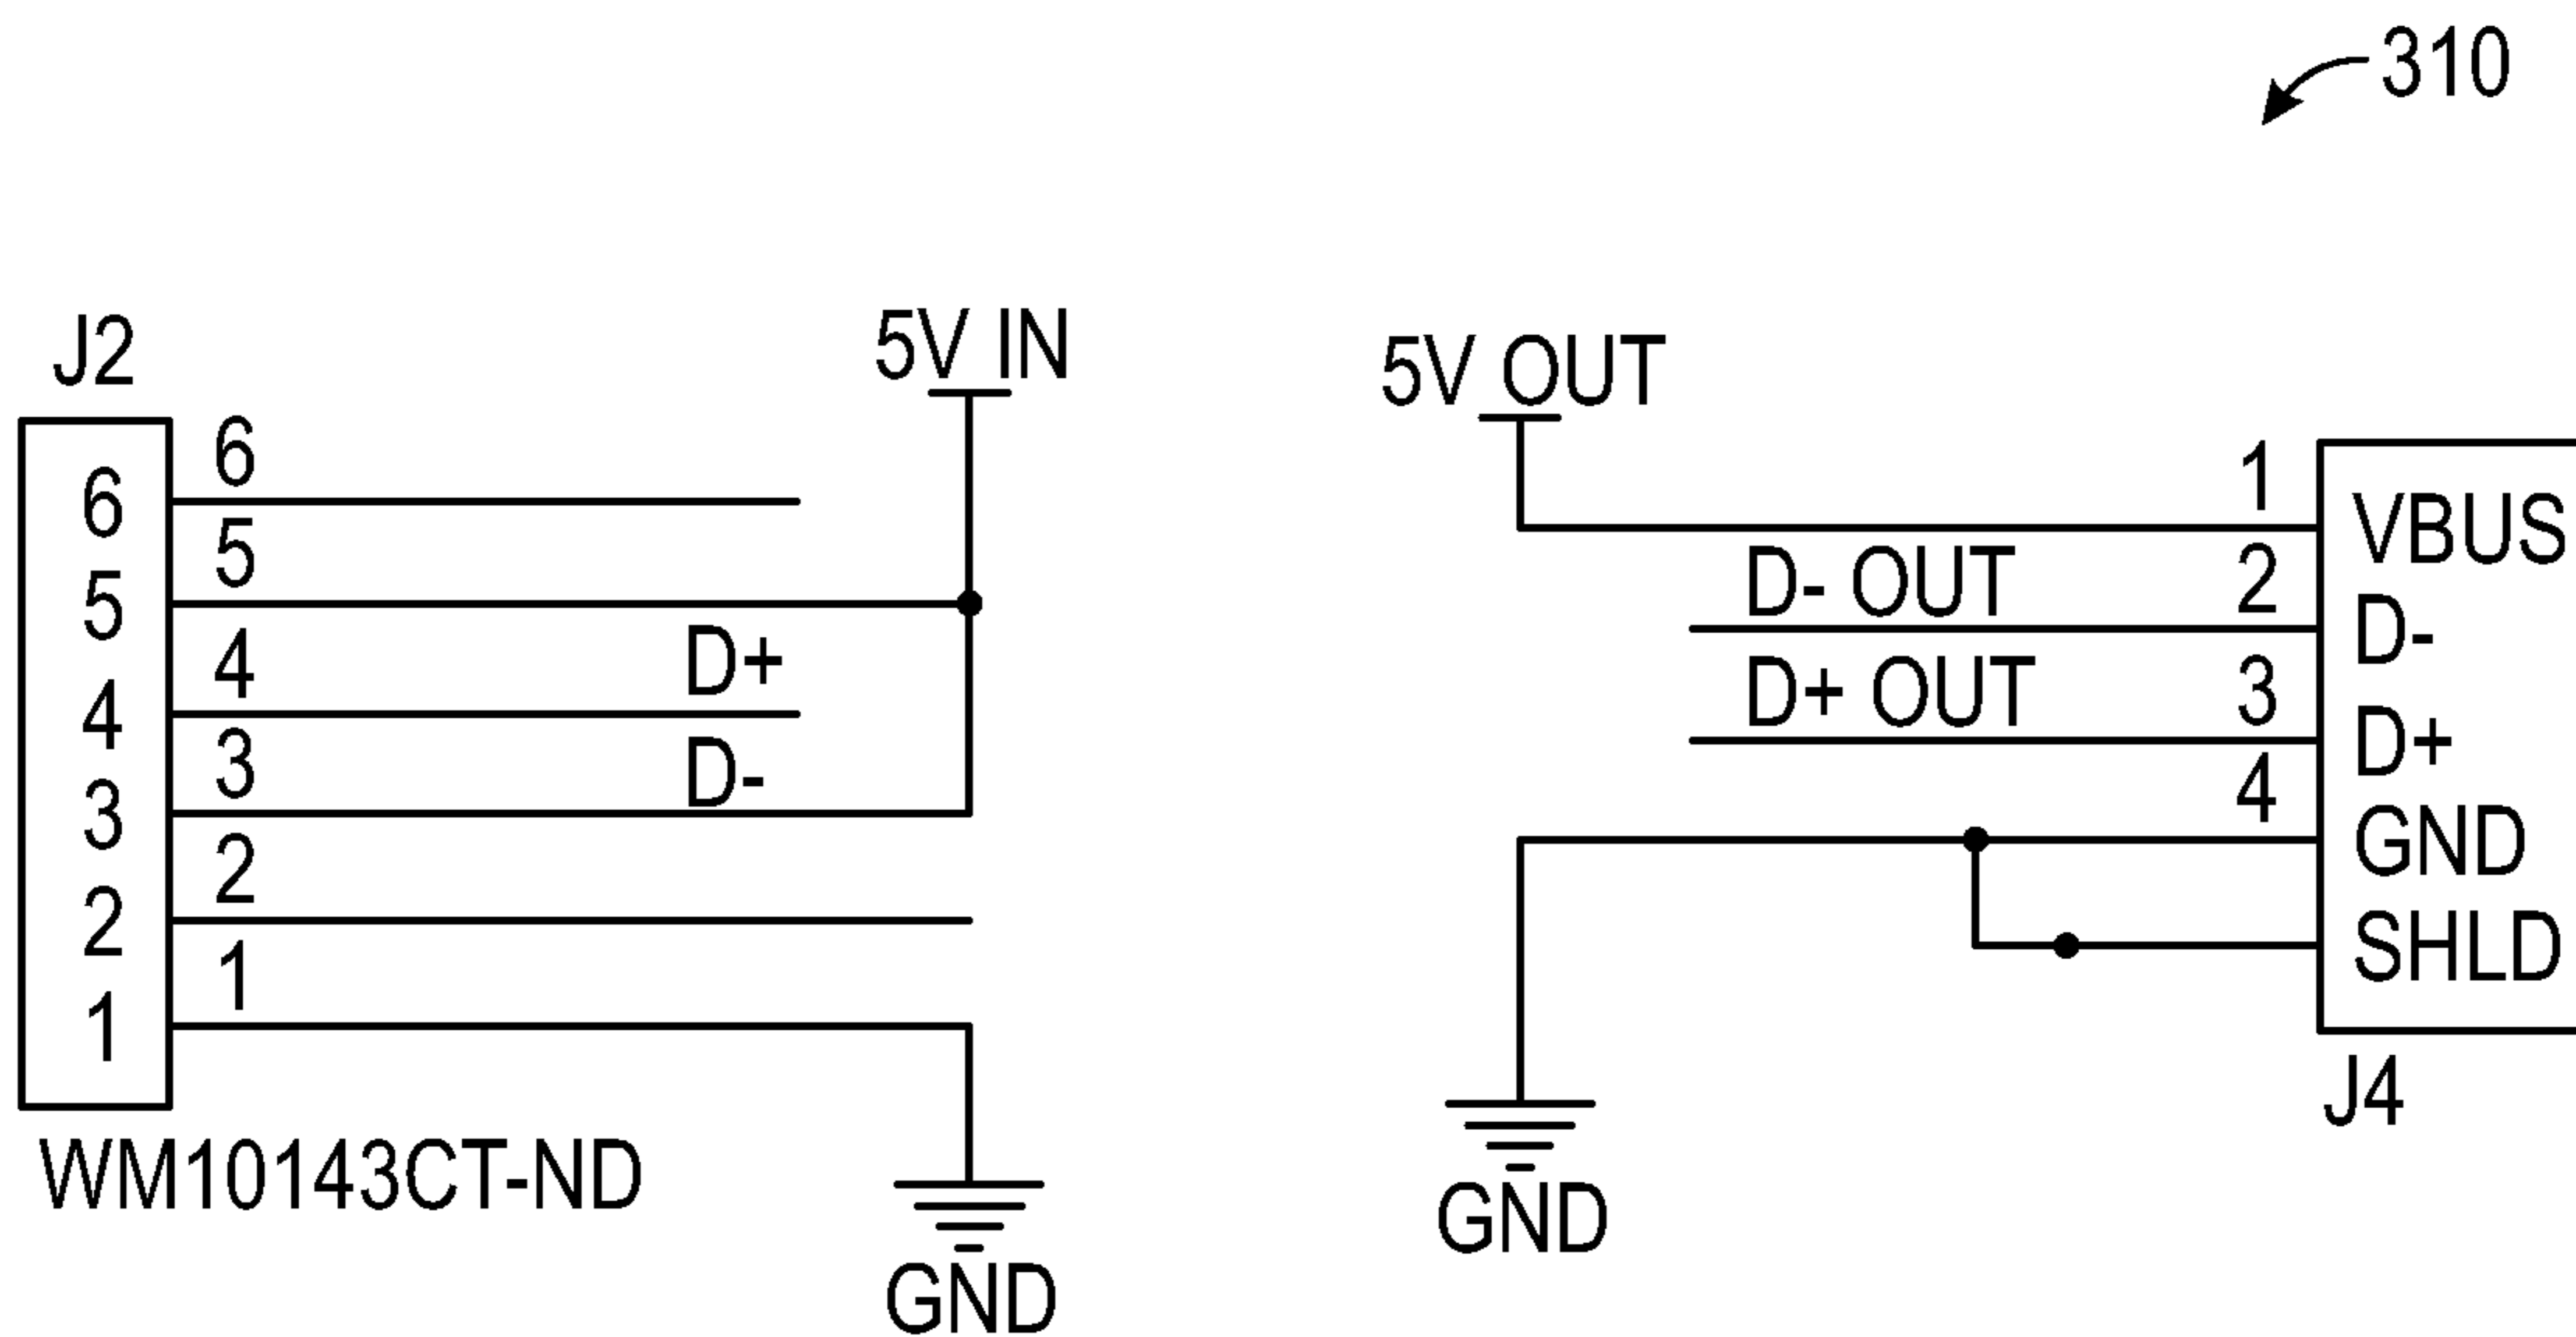 310
J2
5V IN
6
6
5
5
D+
4
4
D-
3
3
2
2
1
1
WM10143CT-ND
GND
5V OUT
1
VBUS
D- OUT
2
D-
D+ OUT
3
D+
4
GND
SHLD
J4
GND